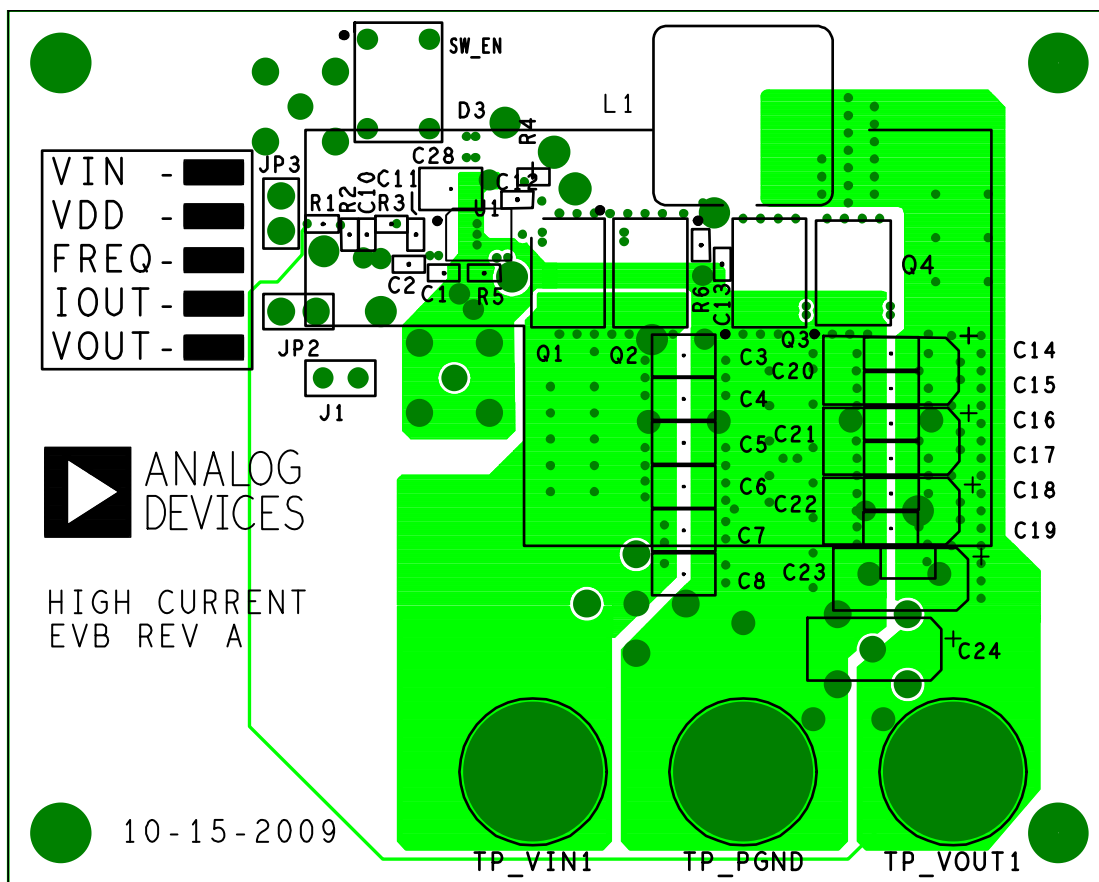 SW_EN
D3
L1
R4
VIN -
VDD -
FREQ-
IOUT -
VOUT-
JP3
C28
C11
C12
R1
R2
C10
R3
U1
C2
C1
R5
R6
C13
Q4
JP2
J1
Q1
Q2
Q3
C3
C20
C14
C4
C15
C16
C5
C21
C17
C6
C22
C18
C7
C19
C8
C23
C24
ANALOG
DEVICES
HIGH CURRENT
EVB REV A
10-15-2009
TP_VIN1
TP_PGND
TP_VOUT1